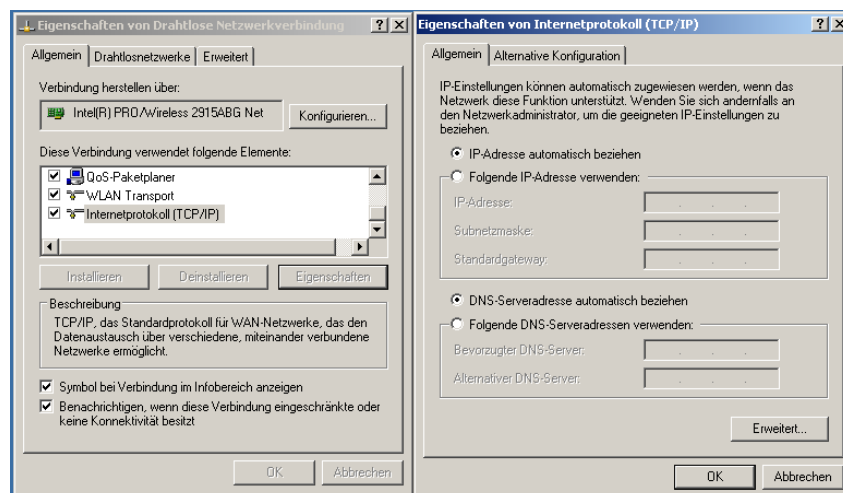 Eigenschaften von Drahtlose Netzwerkverbindung
Allgemein
Drahtlosnetzwerke
Erweitert
Verbindung herstellen über:
Intel(R) PRO/Wireless 2915ABG Net
Konfigurieren...
Diese Verbindung verwendet folgende Elemente:
QoS-Paketplaner
WLAN Transport
Internetprotokoll (TCP/IP)
Installieren
Deinstallieren
Eigenschaften
Beschreibung
TCP/IP, das Standardprotokoll für WAN-Netzwerke, das den
Datenaustausch über verschiedene, miteinander verbundene
Netzwerke ermöglicht.
Symbol bei Verbindung im Infobereich anzeigen
Benachrichtigen, wenn diese Verbindung eingeschränkte oder
keine Konnektivität besitzt
OK
Abbrechen
Eigenschaften von Internetprotokoll (TCP/IP)
Allgemein
Alternative Konfiguration
IP-Einstellungen können automatisch zugewiesen werden, wenn das
Netzwerk diese Funktion unterstützt. Wenden Sie sich andernfalls an
den Netzwerkadministrator, um die geeigneten IP-Einstellungen zu
beziehen.
IP-Adresse automatisch beziehen
Folgende IP-Adresse verwenden:
IP-Adresse:
Subnetzmaske:
Standardgateway:
DNS-Serveradresse automatisch beziehen
Folgende DNS-Serveradressen verwenden:
Bevorzugter DNS-Server:
Alternativer DNS-Server:
Erweitert...
OK
Abbrechen